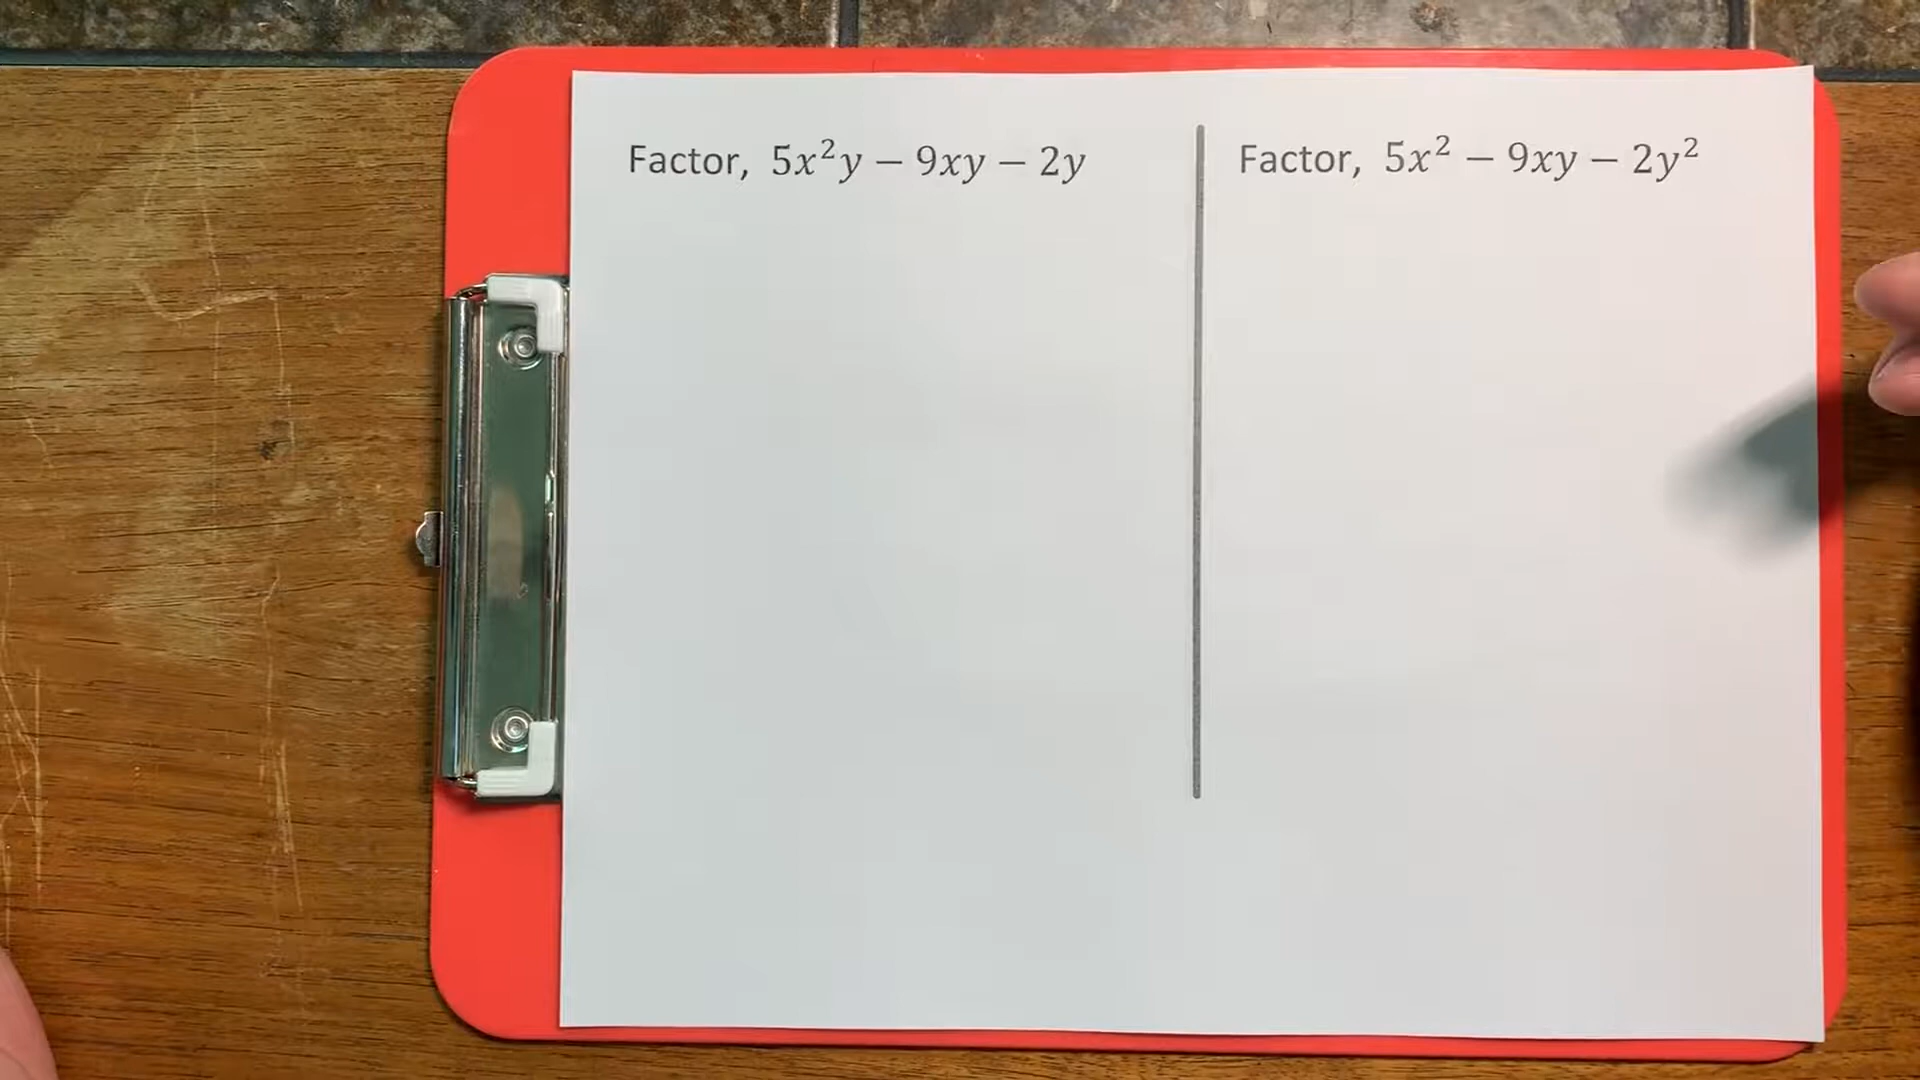 Factor, 5x²y − 9xy − 2y
Factor, 5x² − 9xy − 2y²